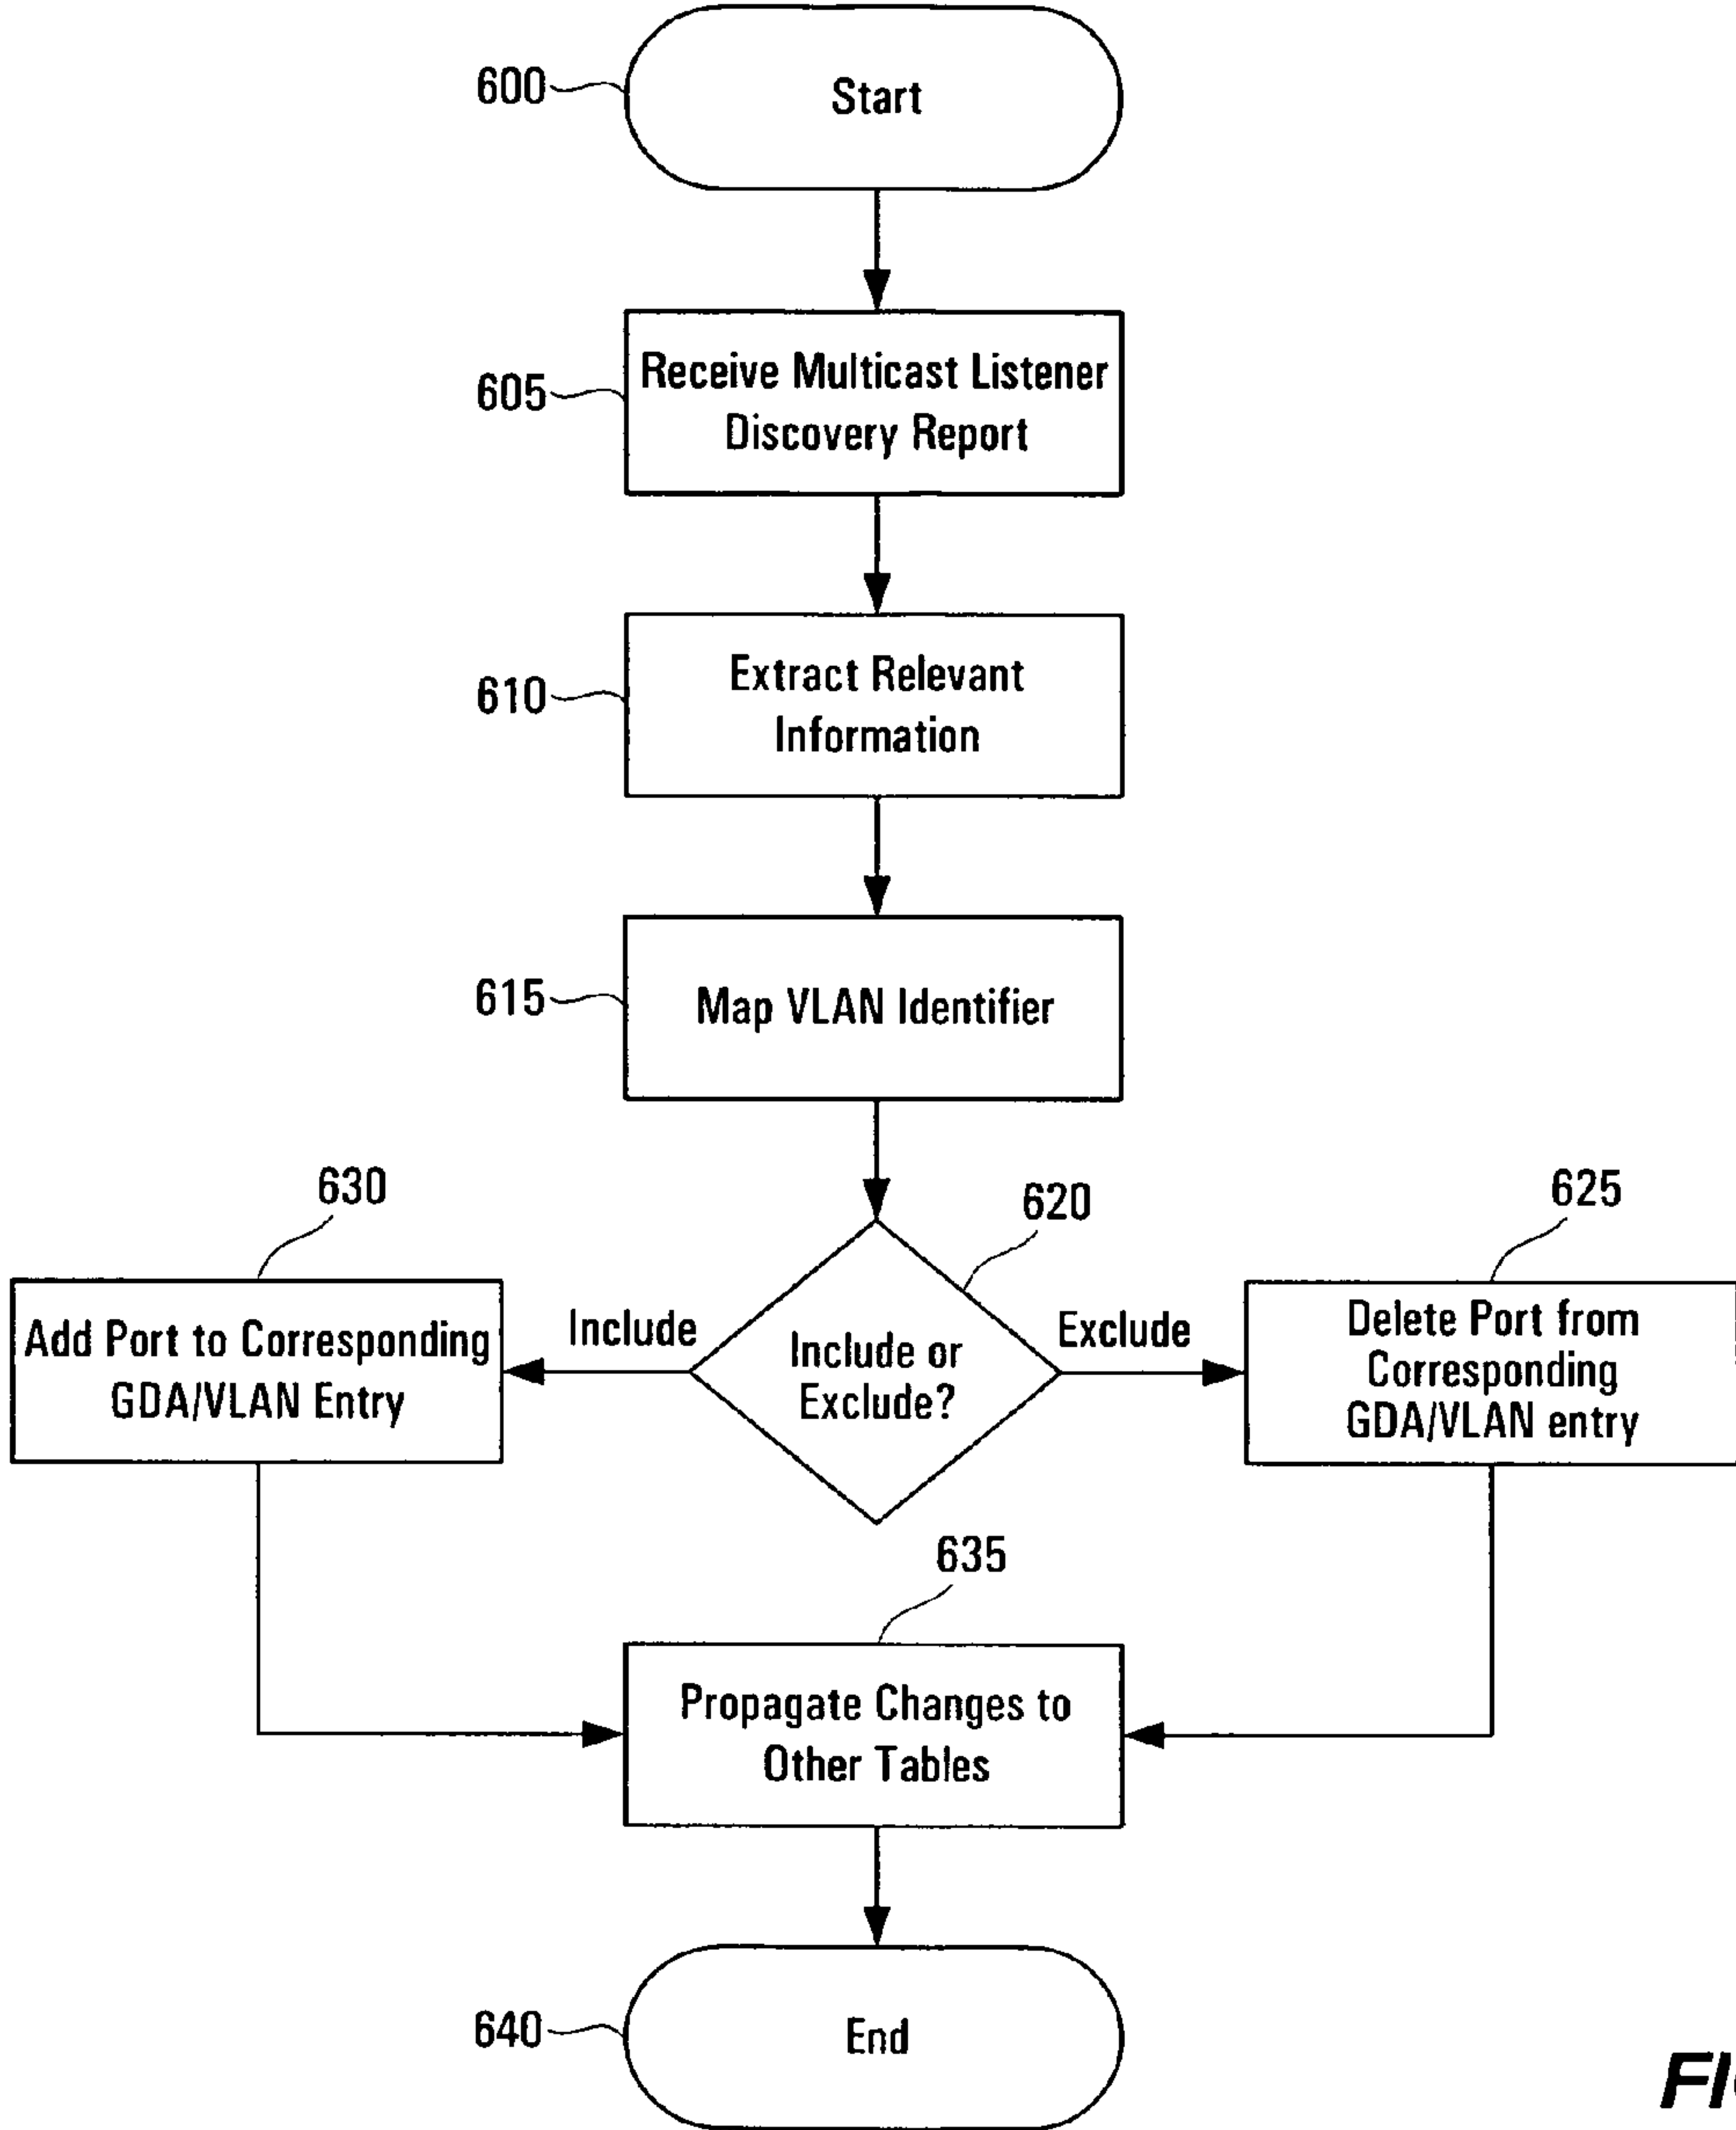 600
Start
605
Receive Multicast Listener
Discovery Report
610
Extract Relevant
Information
615
Map VLAN Identifier
630
620
625
Add Port to Corresponding
GDA/VLAN Entry
Include
Include or
Exclude?
Exclude
Delete Port from
Corresponding
GDA/VLAN entry
635
Propagate Changes to
Other Tables
640
End